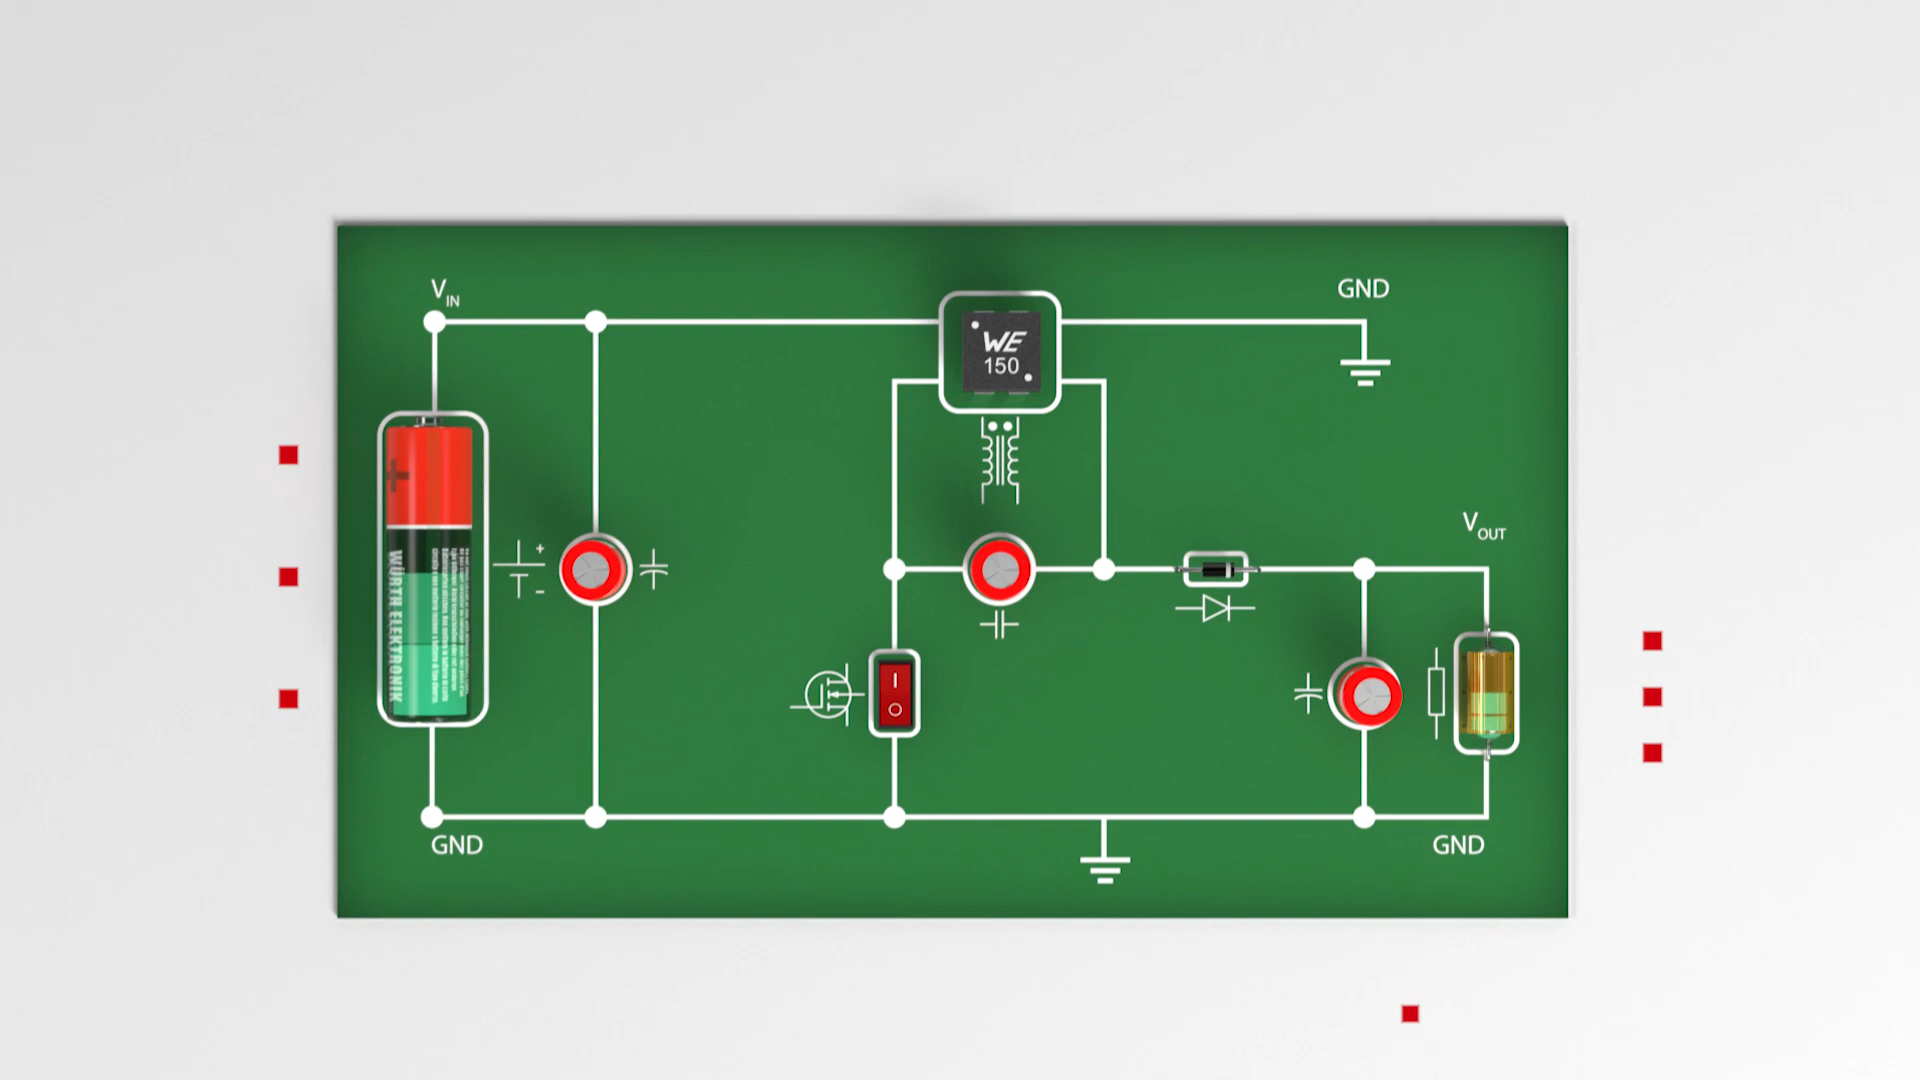 VIN
GND
WE
150
VOUT
+
+
-
WÜRTH ELEKTRONIK
I
O
GND
GND